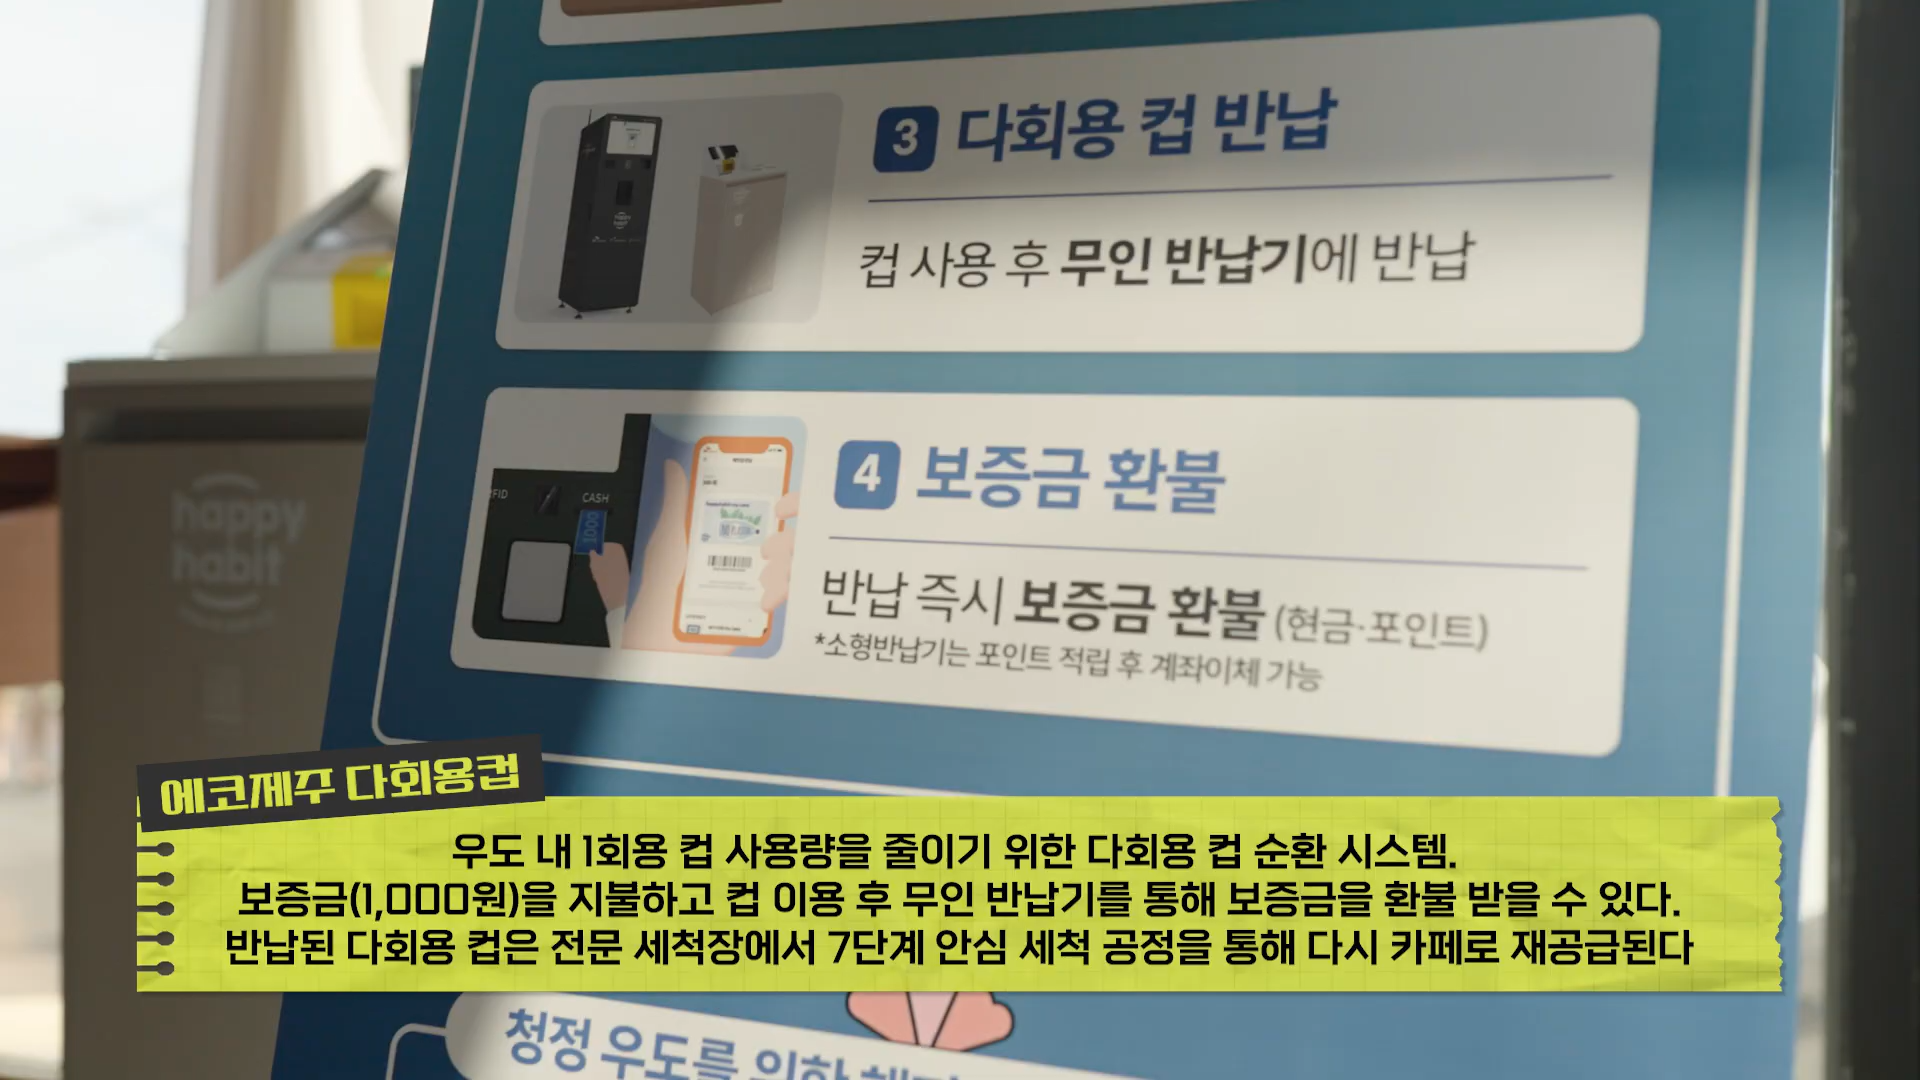 3 다회용 컵 반납
컵 사용 후 무인 반납기에 반납
happy
habit
4 보증금 환불
CASH
1000
반납 즉시 보증금 환불 (현금·포인트)
*소형반납기는 포인트 적립 후 계좌이체 가능
happy
habit
에코제주 다회용컵
우도 내 1회용 컵 사용량을 줄이기 위한 다회용 컵 순환 시스템.
보증금(1,000원)을 지불하고 컵 이용 후 무인 반납기를 통해 보증금을 환불 받을 수 있다.
반납된 다회용 컵은 전문 세척장에서 7단계 안심 세척 공정을 통해 다시 카페로 재공급된다
청정 우도를 위한